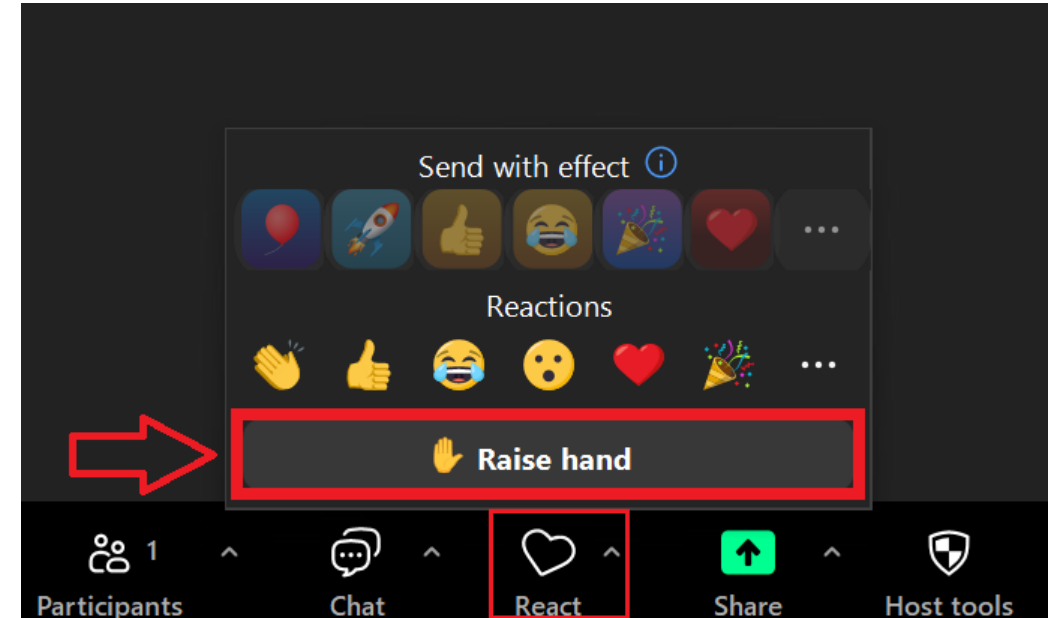 Send with effect
Reactions
Raise hand
1
Participants
Chat
React
Share
Host tools